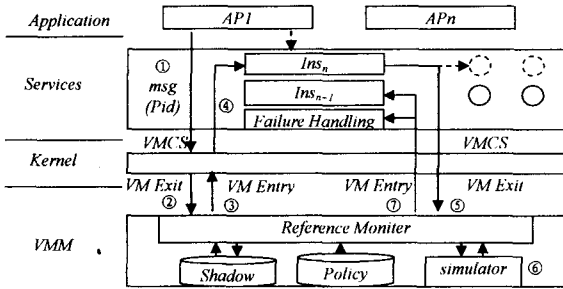 Application
AP1
APn
Services
①
msg
(Pid)
④
Insn
Insn-1
Failure Handling
VMCS
VMCS
Kernel
VM Exit
VM Entry
VM Entry
VM Exit
②
③
⑦
⑤
Reference Moniter
VMM
Shadow
Policy
simulator
⑥